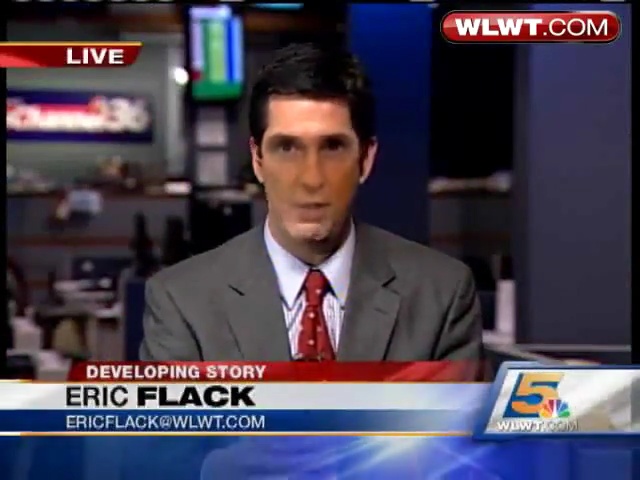 WLWT.COM
LIVE
DEVELOPING STORY
ERIC FLACK
ERICFLACK@WLWT.COM
5
WLWT.COM